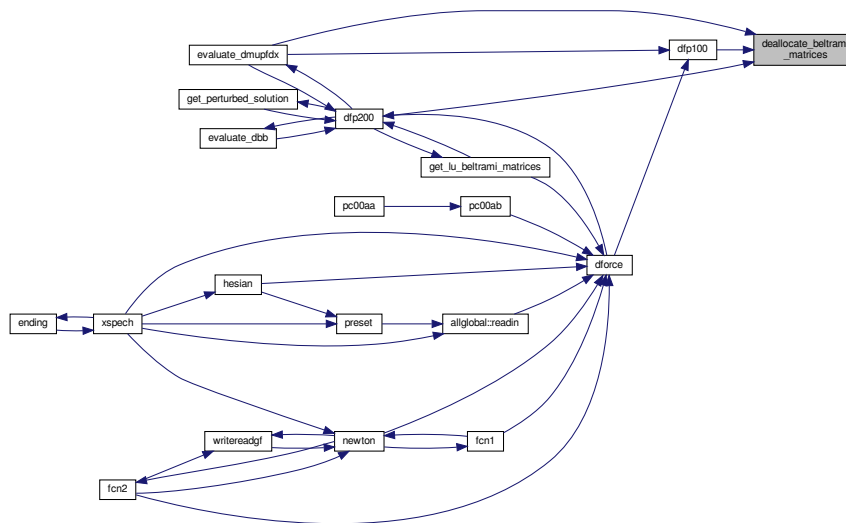 deallocate_beltrami
_matrices
evaluate_dmupfdx
dfp100
get_perturbed_solution
dfp200
evaluate_dbb
get_lu_beltrami_matrices
pc00aa
pc00ab
dforce
hesian
ending
xspech
preset
allglobal::readin
writereadgf
newton
fcn1
fcn2